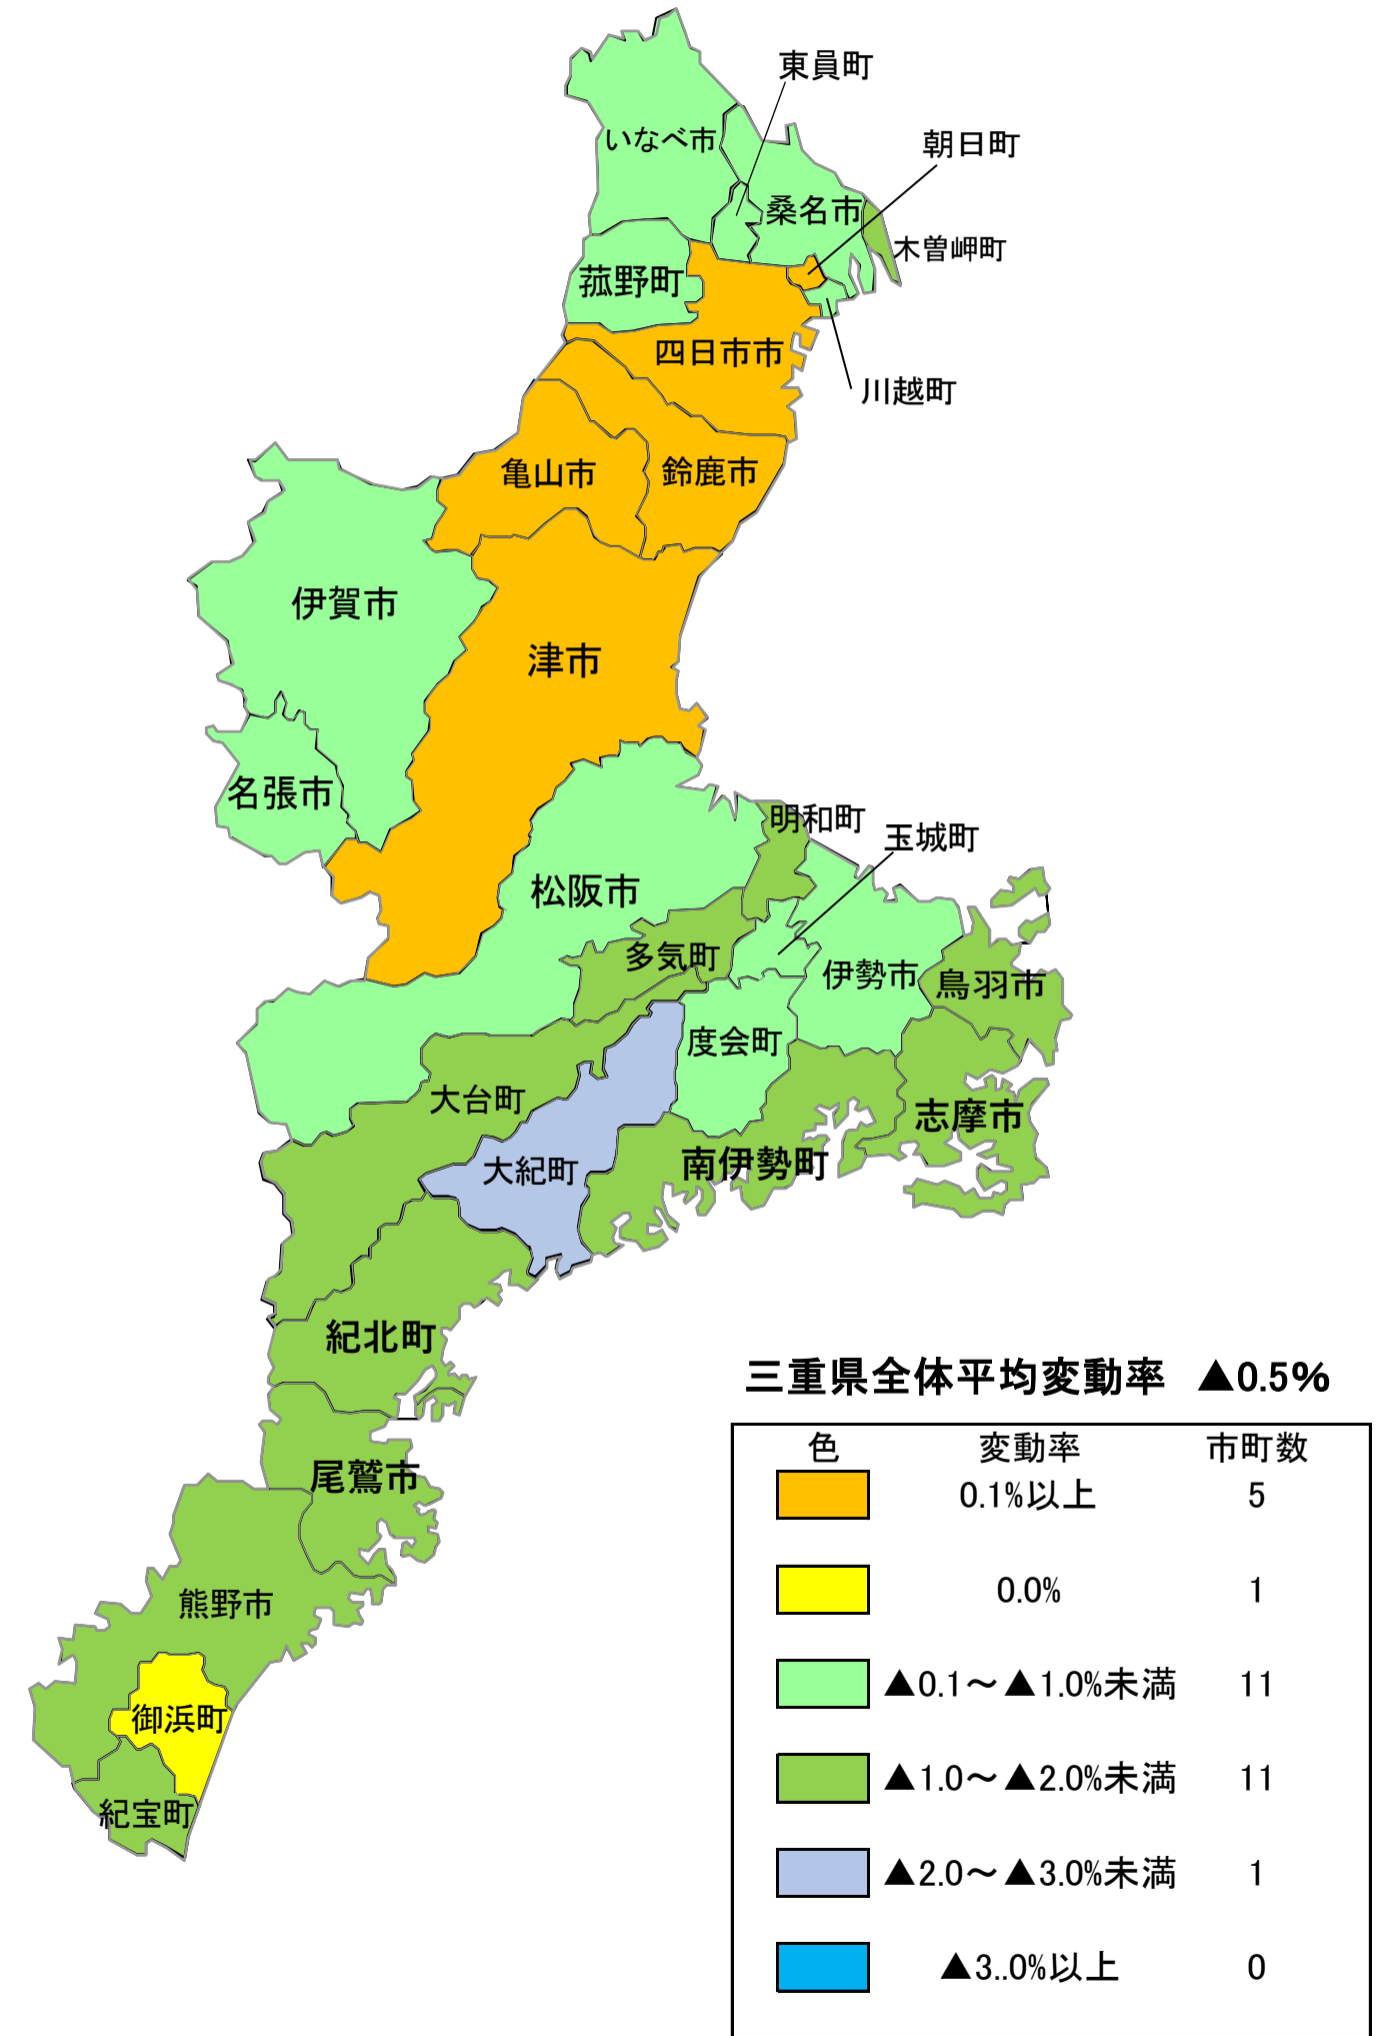 東員町
いなべ市
朝日町
桑名市
木曽岬町
菰野町
四日市市
川越町
亀山市
鈴鹿市
伊賀市
津市
名張市
明和町
玉城町
松阪市
多気町
伊勢市
鳥羽市
度会町
大台町
志摩市
大紀町
南伊勢町
紀北町
尾鷲市
熊野市
御浜町
紀宝町
三重県全体平均変動率 ▲0.5%
色 変動率 市町数
0.1%以上 5
0.0% 1
▲0.1～▲1.0%未満 11
▲1.0～▲2.0%未満 11
▲2.0～▲3.0%未満 1
▲3..0%以上 0